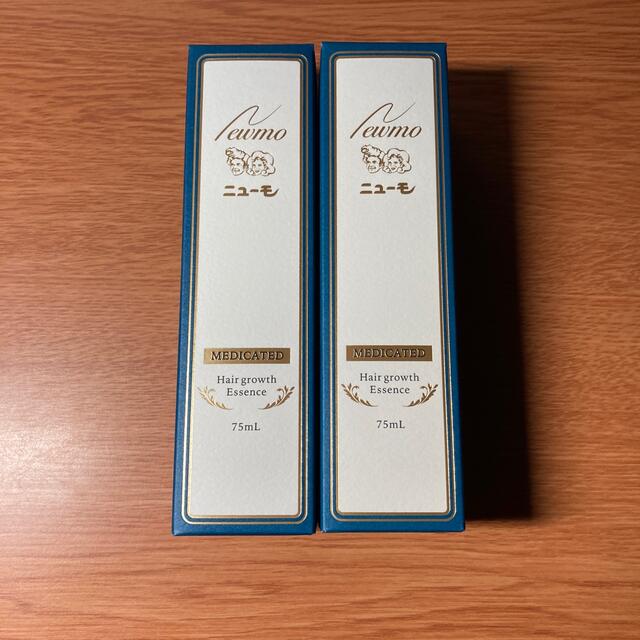 Newmo
ニューモ
MEDICATED
Hair growth
Essence
75mL
Newmo
ニューモ
MEDICATED
Hair growth
Essence
75mL